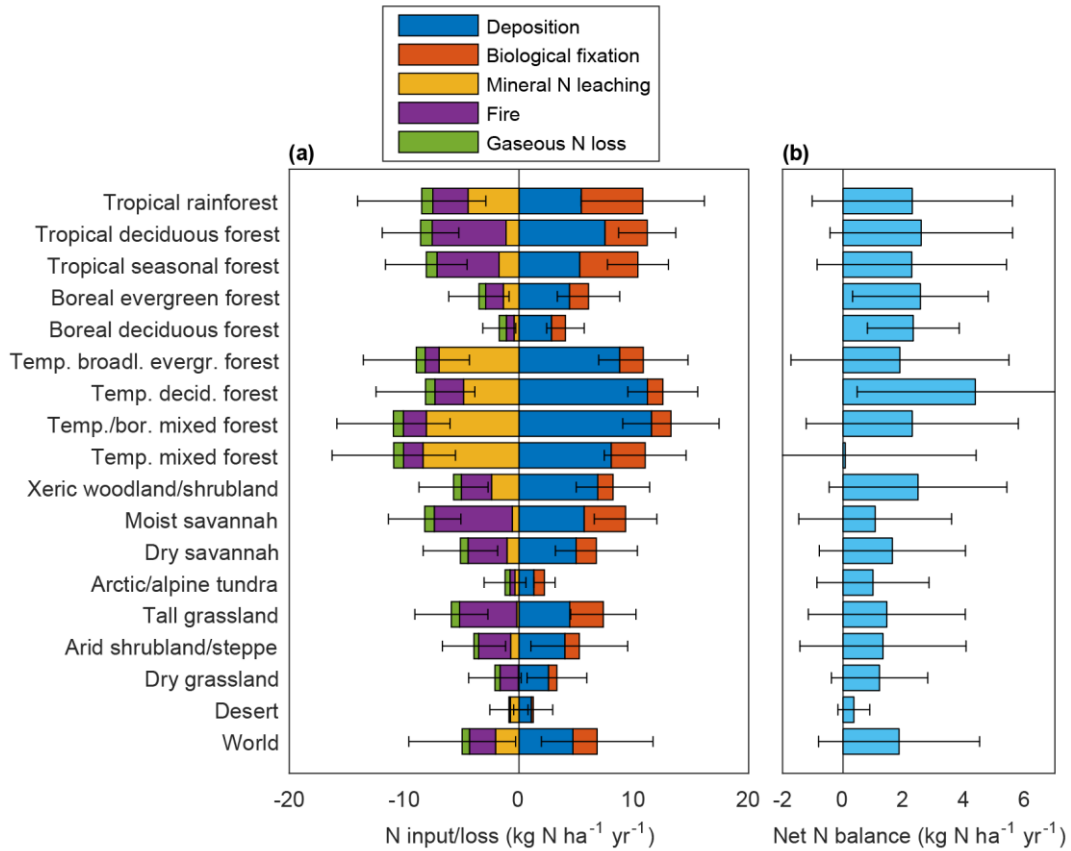 Deposition
Biological fixation
Mineral N leaching
Fire
Gaseous N loss
(a)
(b)
Tropical rainforest
Tropical deciduous forest
Tropical seasonal forest
Boreal evergreen forest
Boreal deciduous forest
Temp. broadl. evergr. forest
Temp. decid. forest
Temp./bor. mixed forest
Temp. mixed forest
Xeric woodland/shrubland
Moist savannah
Dry savannah
Arctic/alpine tundra
Tall grassland
Arid shrubland/steppe
Dry grassland
Desert
World
-20 -10 0 10 20
-2 0 2 4 6
N input/loss (kg N ha⁻¹ yr⁻¹)
Net N balance (kg N ha⁻¹ yr⁻¹)